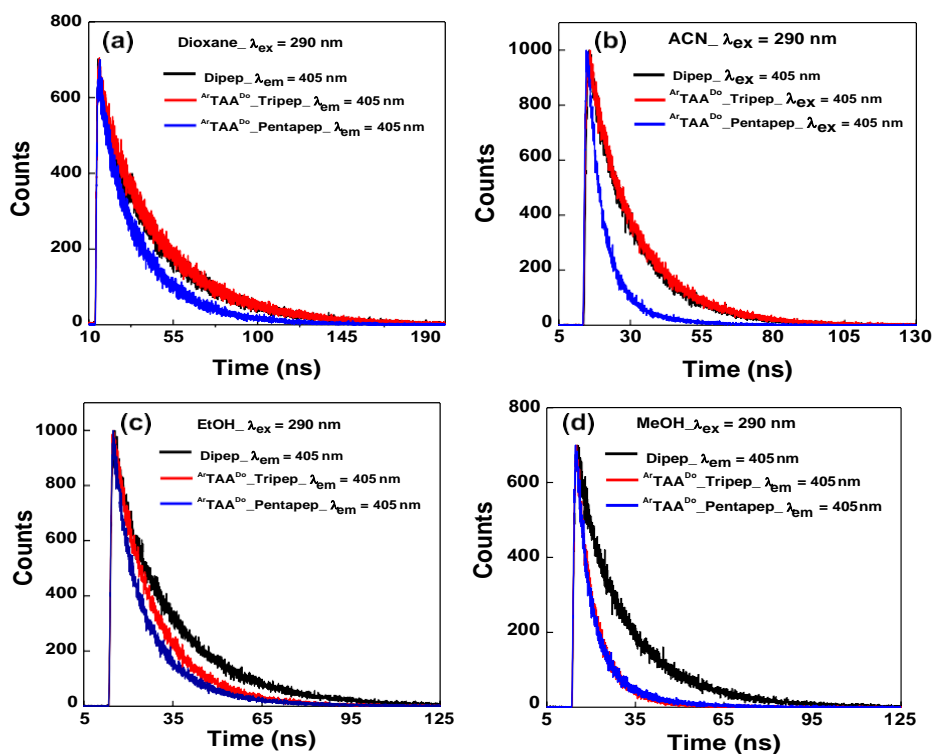 (a)
Dioxane_ λex = 290 nm
Dipep_ λem = 405 nm
ArTAADo_Tripep_ λem = 405 nm
ArTAADo_Pentapep_ λem = 405 nm
800
600
400
200
0
Counts
10 55 100 145 190
Time (ns)
(b)
ACN_ λex = 290 nm
Dipep_ λex = 405 nm
ArTAADo_Tripep_ λex = 405 nm
ArTAADo_Pentapep_ λex = 405 nm
1000
800
600
400
200
0
Counts
5 30 55 80 105 130
Time (ns)
(c)
EtOH_ λex = 290 nm
Dipep_ λem = 405 nm
ArTAADo_Tripep_ λem = 405 nm
ArTAADo_Pentapep_ λem = 405 nm
1000
800
600
400
200
0
Counts
5 35 65 95 125
Time (ns)
(d)
MeOH_λex = 290 nm
Dipep_ λem = 405 nm
ArTAADo_Tripep_ λem = 405 nm
ArTAADo_Pentapep_ λem = 405 nm
800
600
400
200
0
Counts
5 35 65 95 125
Time (ns)